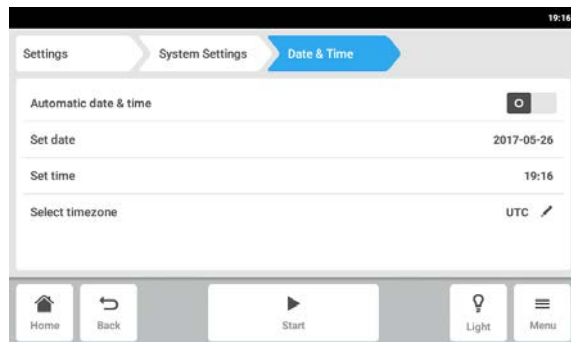 19:16
Settings System Settings Date & Time
Automatic date & time O
Set date 2017-05-26
Set time 19:16
Select timezone UTC
Home Back Start Light Menu